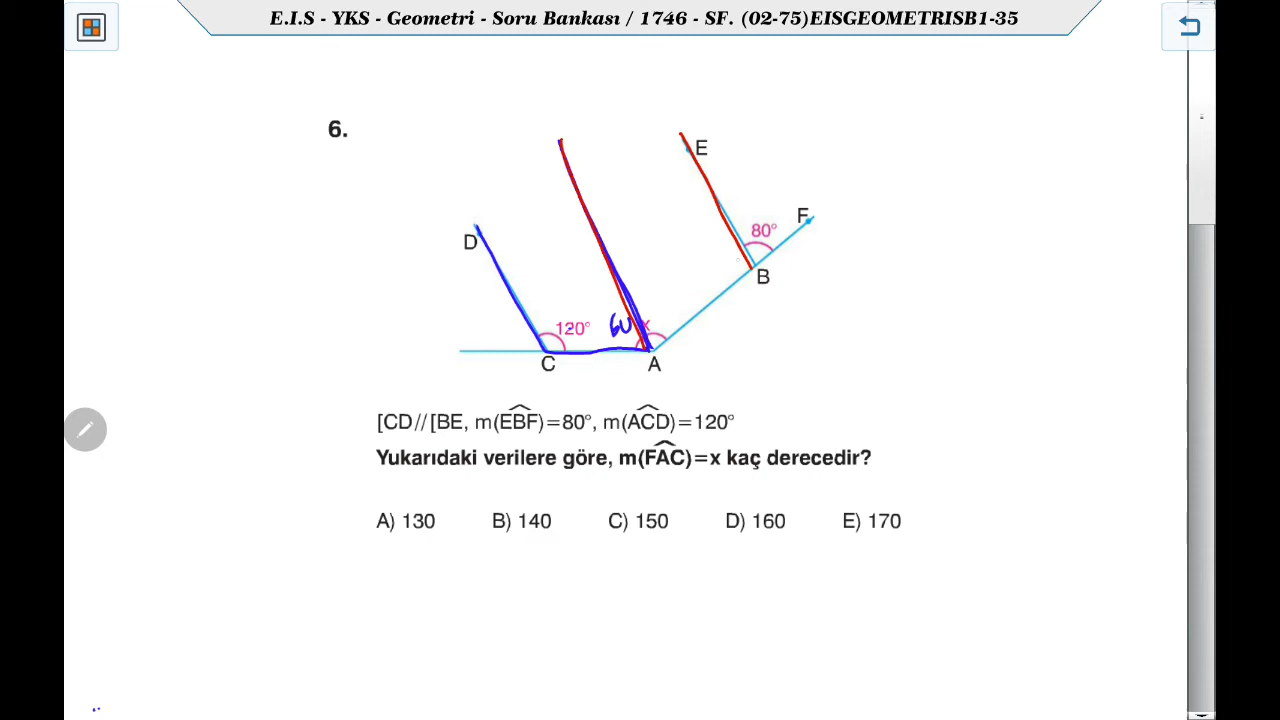 E.I.S - YKS - Geometri - Soru Bankası / 1746 - SF. (02-75)EISGEOMETRISB1-35
6.
E
F
80°
D
B
120°
60
x
C
A
[CD//[BE, m(EBF)=80°, m(ACD)=120°
Yukarıdaki verilere göre, m(FAC)=x kaç derecedir?
A) 130 B) 140 C) 150 D) 160 E) 170